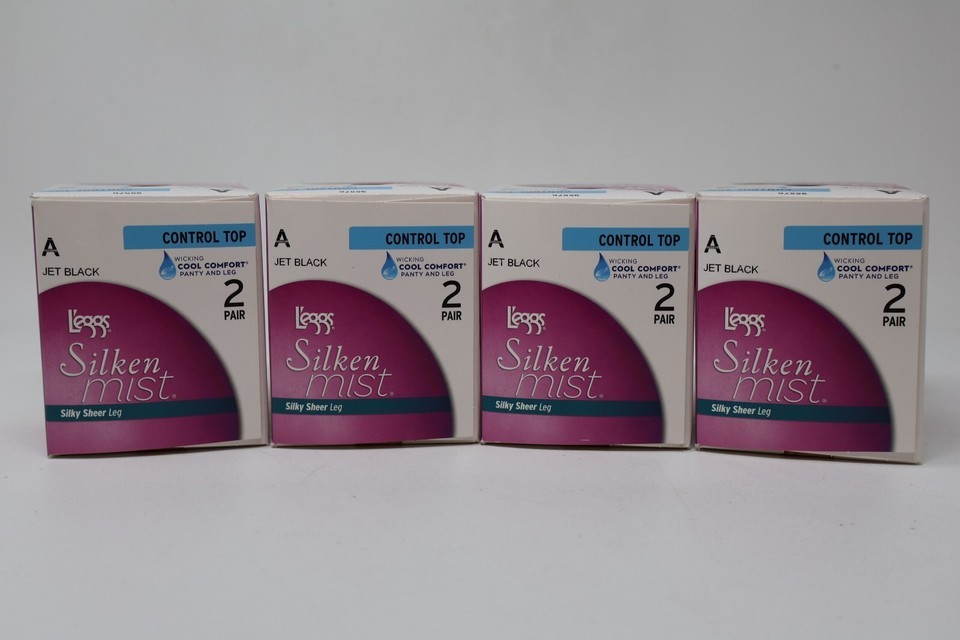 A
CONTROL TOP
JET BLACK
WICKING
COOL COMFORT®
PANTY AND LEG
2
PAIR
L'eggs®
Silken
mist®
Silky Sheer Leg
A
CONTROL TOP
JET BLACK
WICKING
COOL COMFORT®
PANTY AND LEG
2
PAIR
L'eggs®
Silken
mist®
Silky Sheer Leg
A
CONTROL TOP
JET BLACK
WICKING
COOL COMFORT®
PANTY AND LEG
2
PAIR
L'eggs®
Silken
mist®
Silky Sheer Leg
A
CONTROL TOP
JET BLACK
WICKING
COOL COMFORT®
PANTY AND LEG
2
PAIR
L'eggs®
Silken
mist®
Silky Sheer Leg